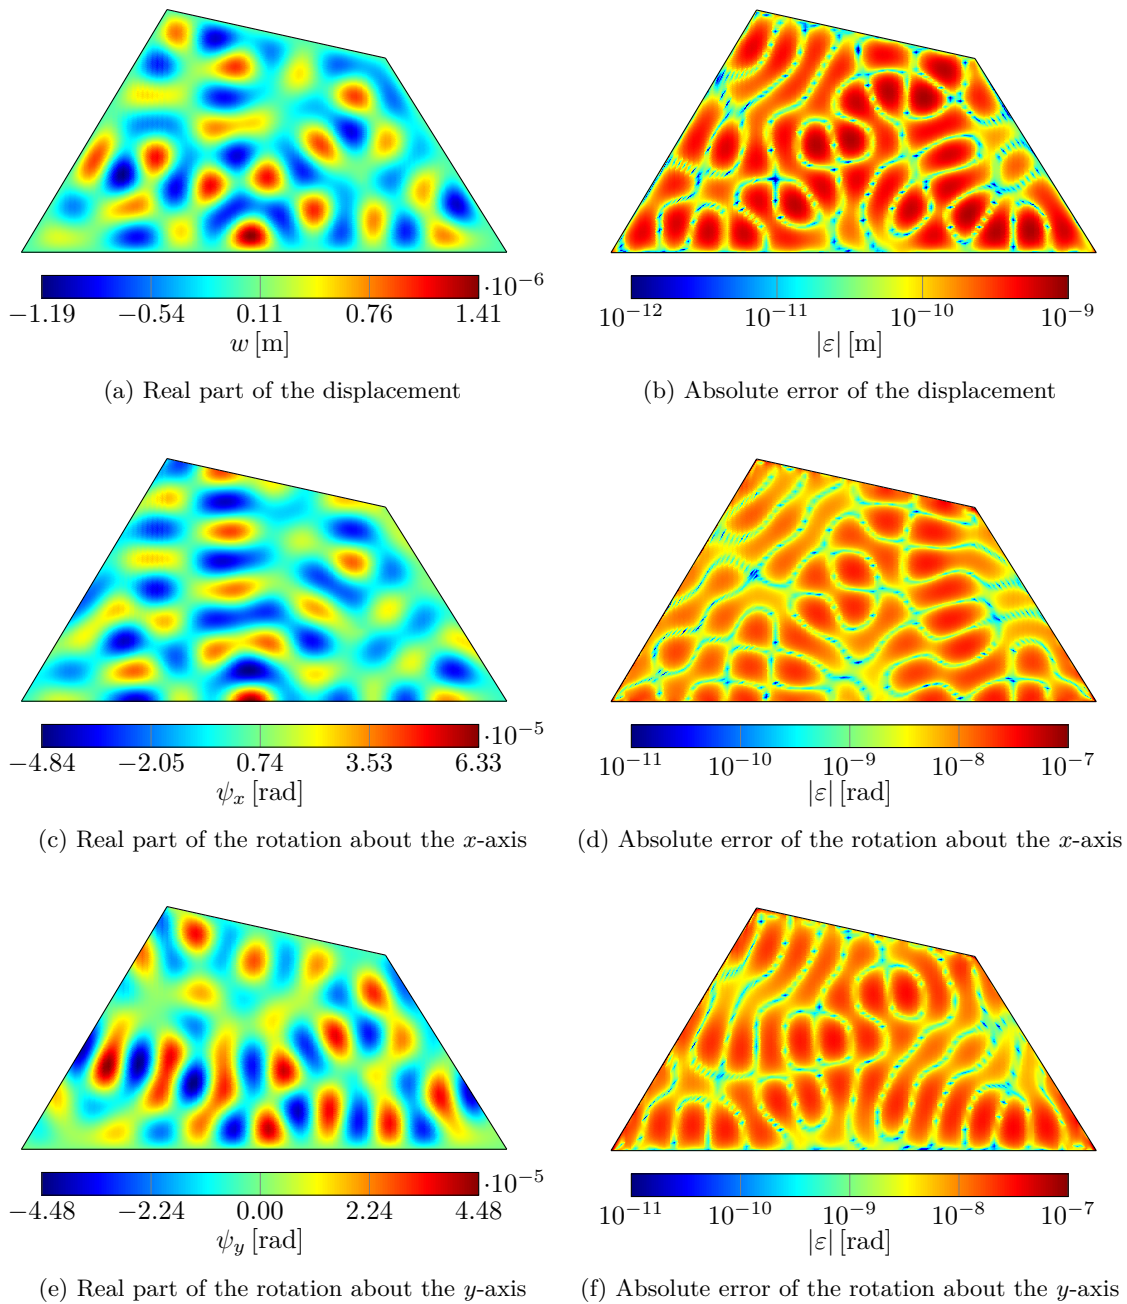 −1.19 −0.54 0.11 0.76 1.41 ·10⁻⁶
w [m]
10⁻¹² 10⁻¹¹ 10⁻¹⁰ 10⁻⁹
|ε| [m]
(a) Real part of the displacement
(b) Absolute error of the displacement
−4.84 −2.05 0.74 3.53 6.33 ·10⁻⁵
ψₓ [rad]
10⁻¹¹ 10⁻¹⁰ 10⁻⁹ 10⁻⁸ 10⁻⁷
|ε| [rad]
(c) Real part of the rotation about the x-axis
(d) Absolute error of the rotation about the x-axis
−4.48 −2.24 0.00 2.24 4.48 ·10⁻⁵
ψ_y [rad]
10⁻¹¹ 10⁻¹⁰ 10⁻⁹ 10⁻⁸ 10⁻⁷
|ε| [rad]
(e) Real part of the rotation about the y-axis
(f) Absolute error of the rotation about the y-axis